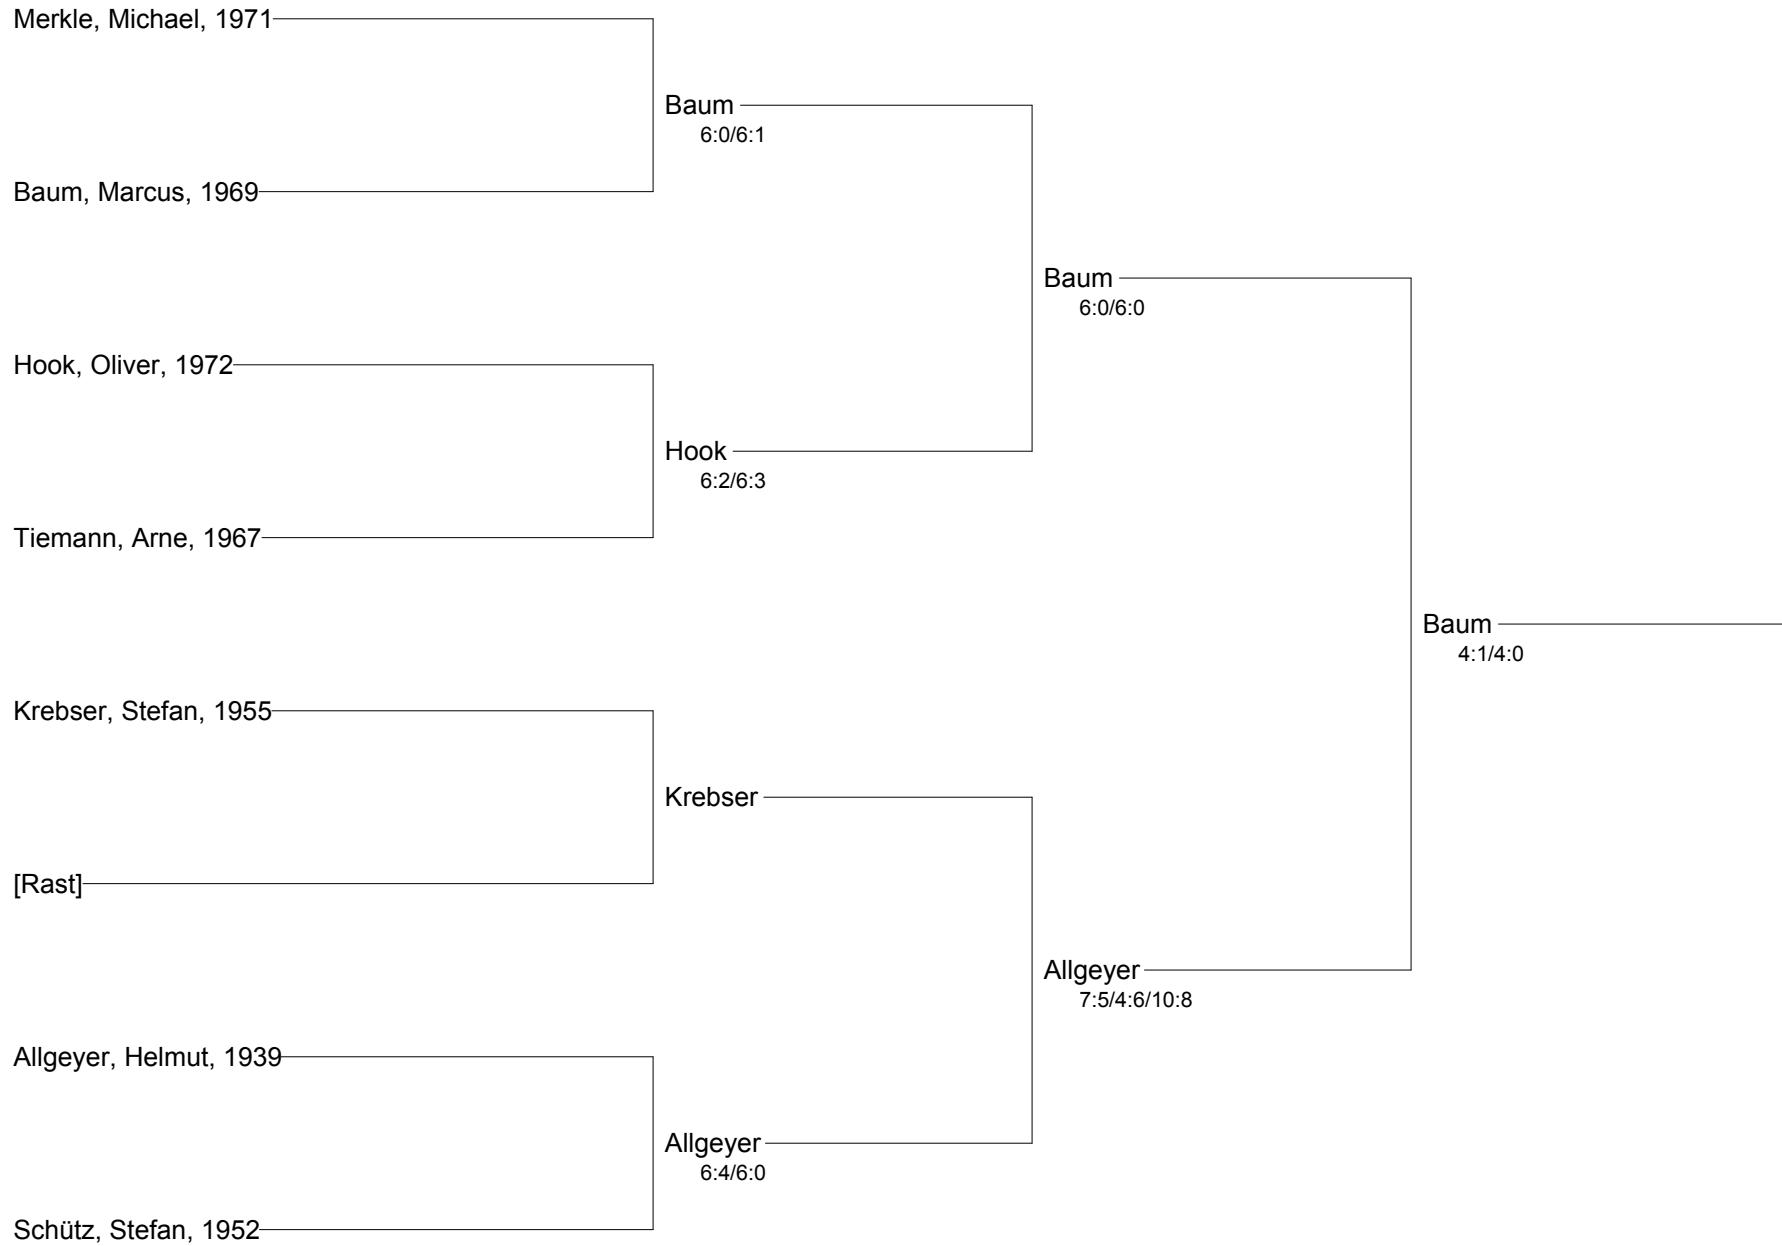 Merkle, Michael, 1971
Baum
6:0/6:1
Baum, Marcus, 1969
Baum
6:0/6:0
Hook, Oliver, 1972
Hook
6:2/6:3
Tiemann, Arne, 1967
Baum
4:1/4:0
Krebser, Stefan, 1955
Krebser
[Rast]
Allgeyer
7:5/4:6/10:8
Allgeyer, Helmut, 1939
Allgeyer
6:4/6:0
Schütz, Stefan, 1952